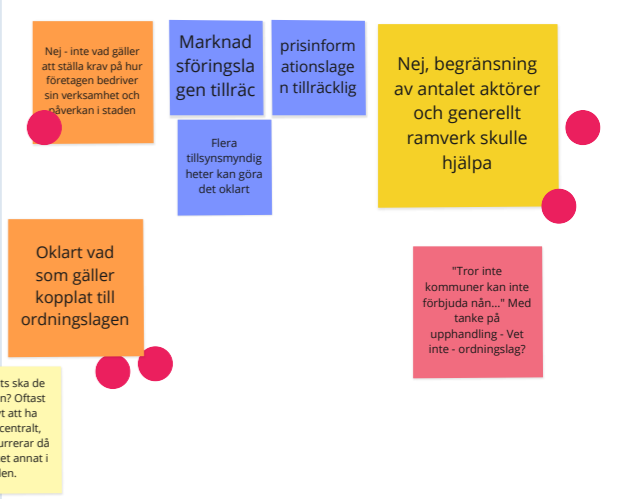 Nej - inte vad gäller
att ställa krav på hur
företagen bedriver
sin verksamhet och
påverkan i staden
Marknad
sföringsla
gen tillräc
prisinform
ationslage
n tillräcklig
Flera
tillsynsmyndig
heter kan göra
det oklart
Nej, begränsning
av antalet aktörer
och generellt
ramverk skulle
hjälpa
Oklart vad
som gäller
kopplat till
ordningslagen
"Tror inte
kommuner kan inte
förbjuda nån..." Med
tanke på
upphandling - Vet
inte - ordningslag?
ts ska de
n? Oftast
vt att ha
centralt,
urrerar då
et annat i
den.